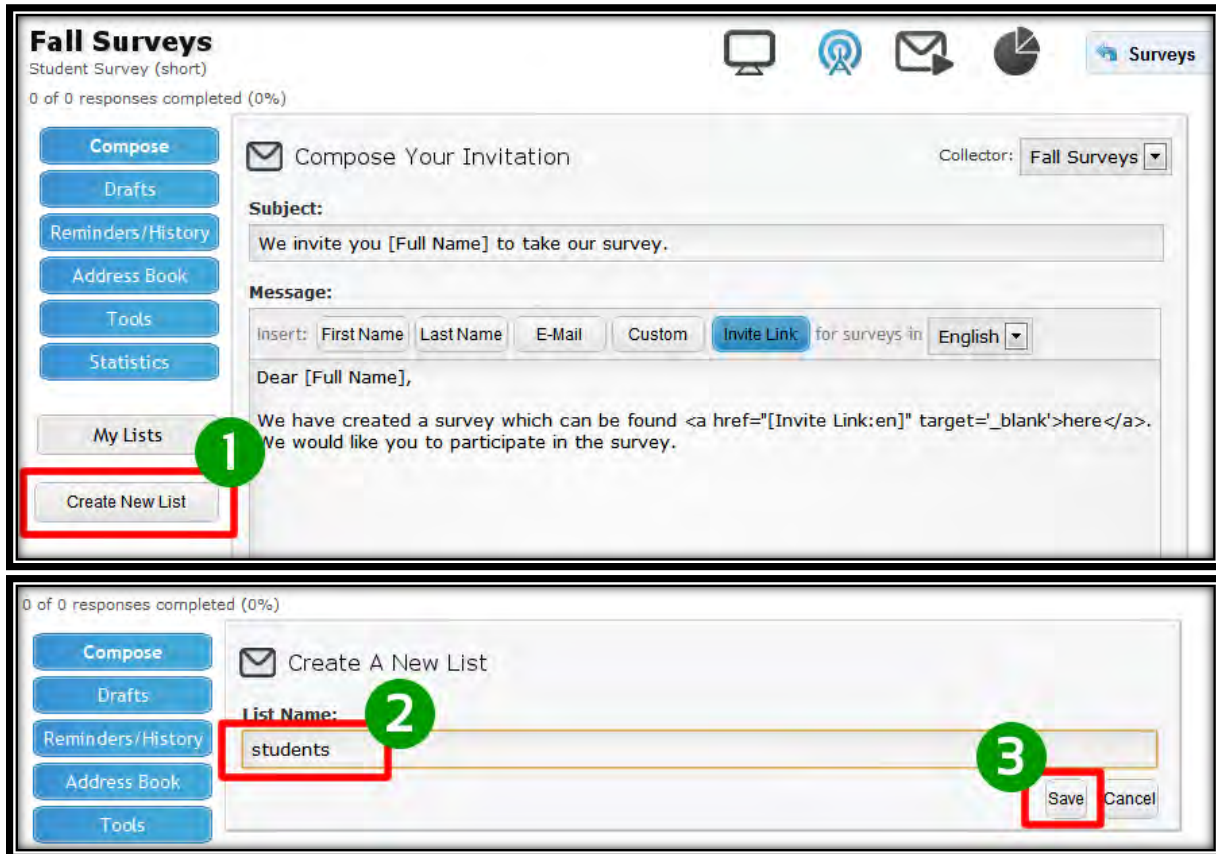 Fall Surveys
Student Survey (short)
0 of 0 responses completed (0%)
Surveys
Compose
Drafts
Reminders/History
Address Book
Tools
Statistics
My Lists
1
Create New List
Compose Your Invitation
Collector: Fall Surveys
Subject:
We invite you [Full Name] to take our survey.
Message:
Insert: First Name Last Name E-Mail Custom Invite Link for surveys in English
Dear [Full Name],
We have created a survey which can be found <a href="[Invite Link:en]" target='_blank'>here</a>.
We would like you to participate in the survey.
0 of 0 responses completed (0%)
Compose
Drafts
Reminders/History
Address Book
Tools
Create A New List
List Name:
2
students
3
Save Cancel